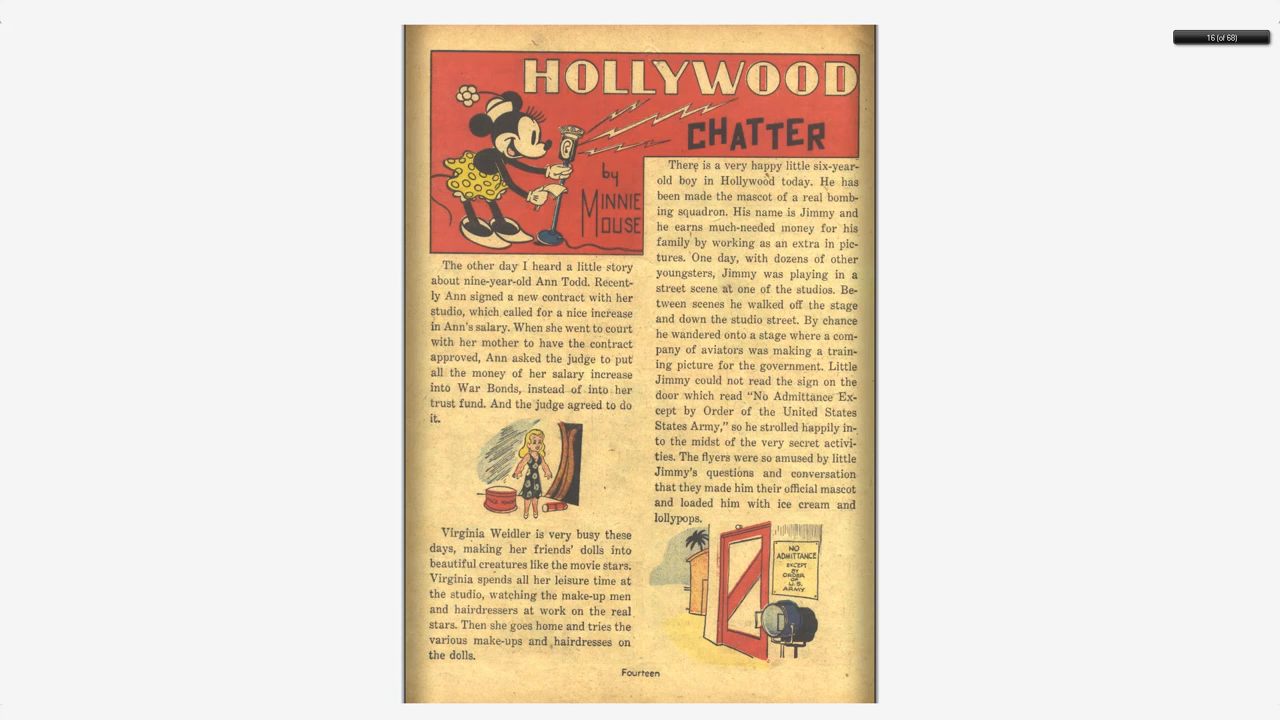 16 (of 68)
HOLLYWOOD
CHATTER
by
MINNIE
MOUSE
The other day I heard a little story
about nine-year-old Ann Todd. Recent-
ly Ann signed a new contract with her
studio, which called for a nice increase
in Ann's salary. When she went to court
with her mother to have the contract
approved, Ann asked the judge to put
all the money of her salary increase
into War Bonds, instead of into her
trust fund. And the judge agreed to do
it.
Virginia Weidler is very busy these
days, making her friends' dolls into
beautiful creatures like the movie stars.
Virginia spends all her leisure time at
the studio, watching the make-up men
and hairdressers at work on the real
stars. Then she goes home and tries the
various make-ups and hairdresses on
the dolls.
There is a very happy little six-year-
old boy in Hollywood today. He has
been made the mascot of a real bomb-
ing squadron. His name is Jimmy and
he earns much-needed money for his
family by working as an extra in pic-
tures. One day, with dozens of other
youngsters, Jimmy was playing in a
street scene at one of the studios. Be-
tween scenes he walked off the stage
and down the studio street. By chance
he wandered onto a stage where a com-
pany of aviators was making a train-
ing picture for the government. Little
Jimmy could not read the sign on the
door which read "No Admittance Ex-
cept by Order of the United States
States Army," so he strolled happily in-
to the midst of the very secret activi-
ties. The flyers were so amused by little
Jimmy's questions and conversation
that they made him their official mascot
and loaded him with ice cream and
lollypops.
NO
ADMITTANCE
EXCEPT
BY
ORDER
OF
U.S.
ARMY
Fourteen